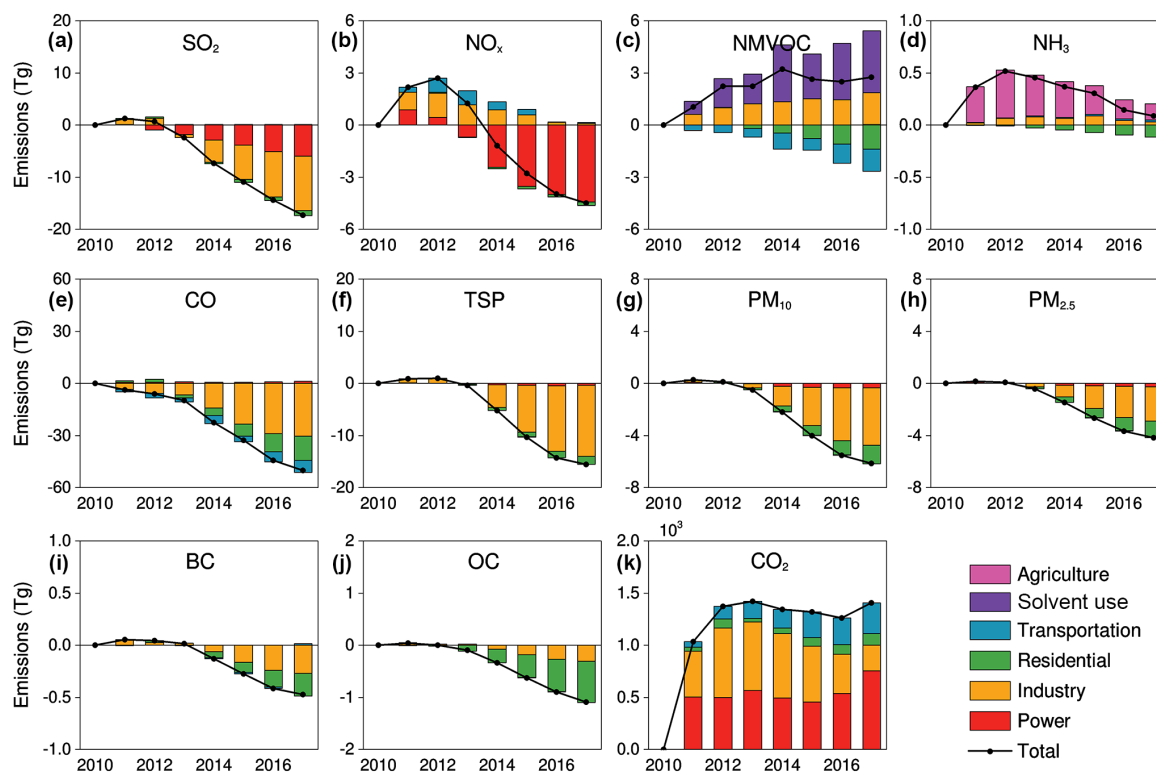 (a) SO₂
(b) NOₓ
(c) NMVOC
(d) NH₃
Emissions (Tg)
20
10
0
-10
-20
6
3
0
-3
-6
6
3
0
-3
-6
1.0
0.5
0.0
-0.5
-1.0
2010 2012 2014 2016
2010 2012 2014 2016
2010 2012 2014 2016
2010 2012 2014 2016
(e) CO
(f) TSP
(g) PM₁₀
(h) PM₂.₅
Emissions (Tg)
60
30
0
-30
-60
20
10
0
-10
-20
8
4
0
-4
-8
8
4
0
-4
-8
2010 2012 2014 2016
2010 2012 2014 2016
2010 2012 2014 2016
2010 2012 2014 2016
(i) BC
(j) OC
(k) CO₂
Emissions (Tg)
1.0
0.5
0.0
-0.5
-1.0
2
1
0
-1
-2
10³
2.0
1.5
1.0
0.5
0.0
2010 2012 2014 2016
2010 2012 2014 2016
2010 2012 2014 2016
Agriculture
Solvent use
Transportation
Residential
Industry
Power
Total